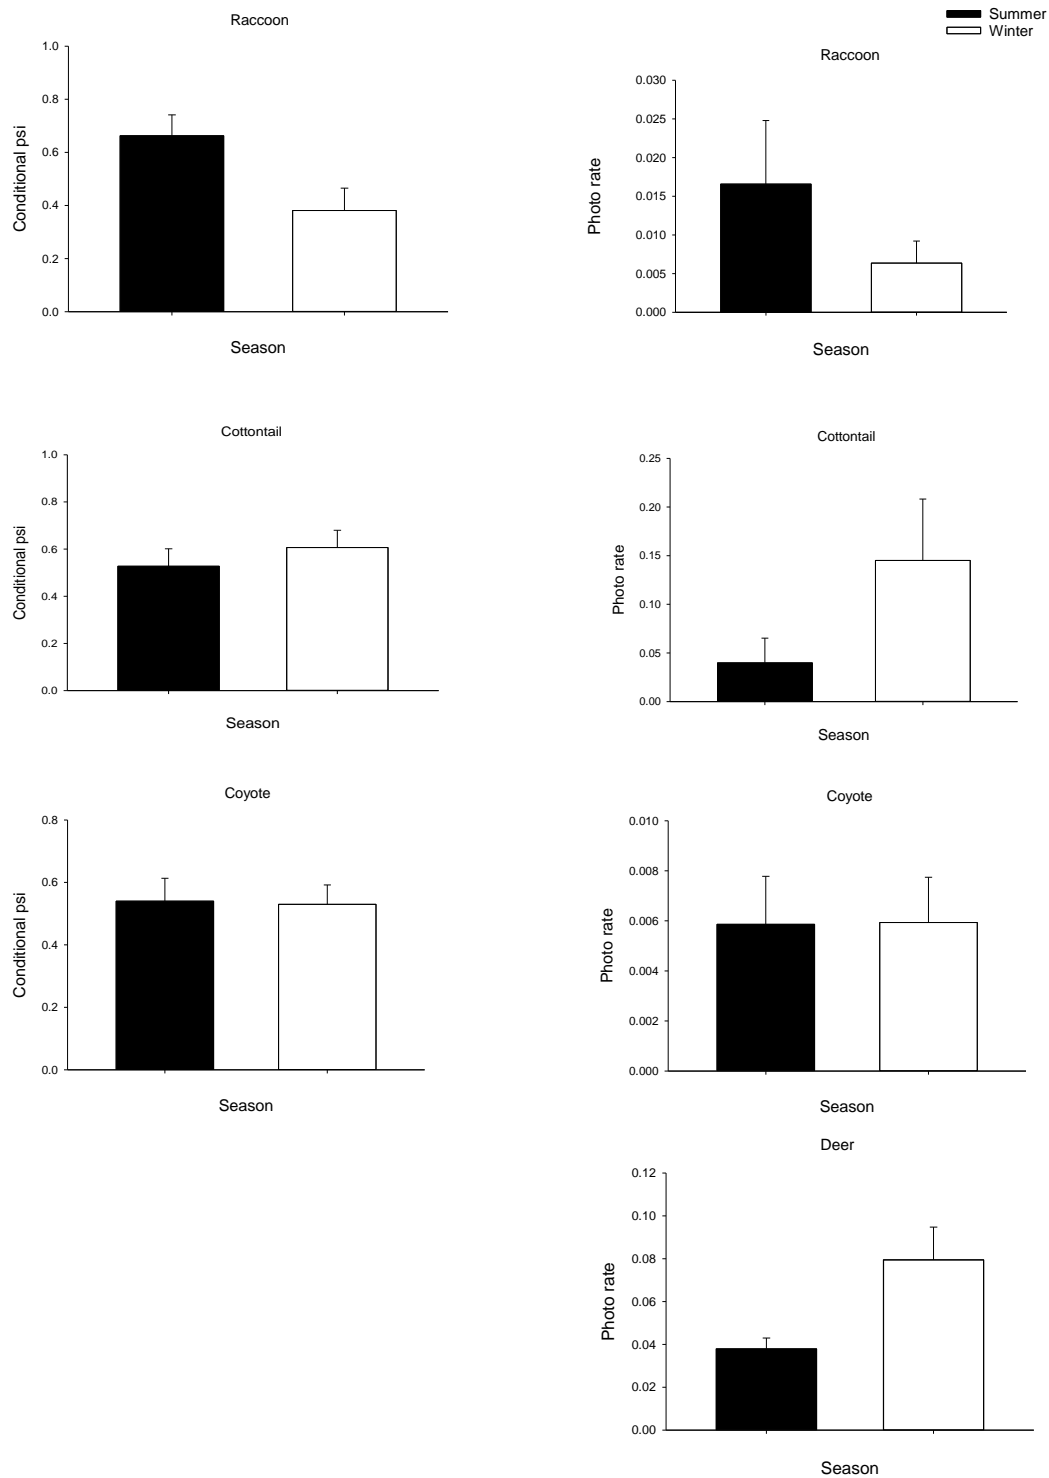 Summer
Winter
Raccoon
Conditional psi
1.0
0.8
0.6
0.4
0.2
0.0
Season
Raccoon
Photo rate
0.030
0.025
0.020
0.015
0.010
0.005
0.000
Season
Cottontail
Conditional psi
1.0
0.8
0.6
0.4
0.2
0.0
Season
Cottontail
Photo rate
0.25
0.20
0.15
0.10
0.05
0.00
Season
Coyote
Conditional psi
0.8
0.6
0.4
0.2
0.0
Season
Coyote
Photo rate
0.010
0.008
0.006
0.004
0.002
0.000
Season
Deer
Photo rate
0.12
0.10
0.08
0.06
0.04
0.02
0.00
Season